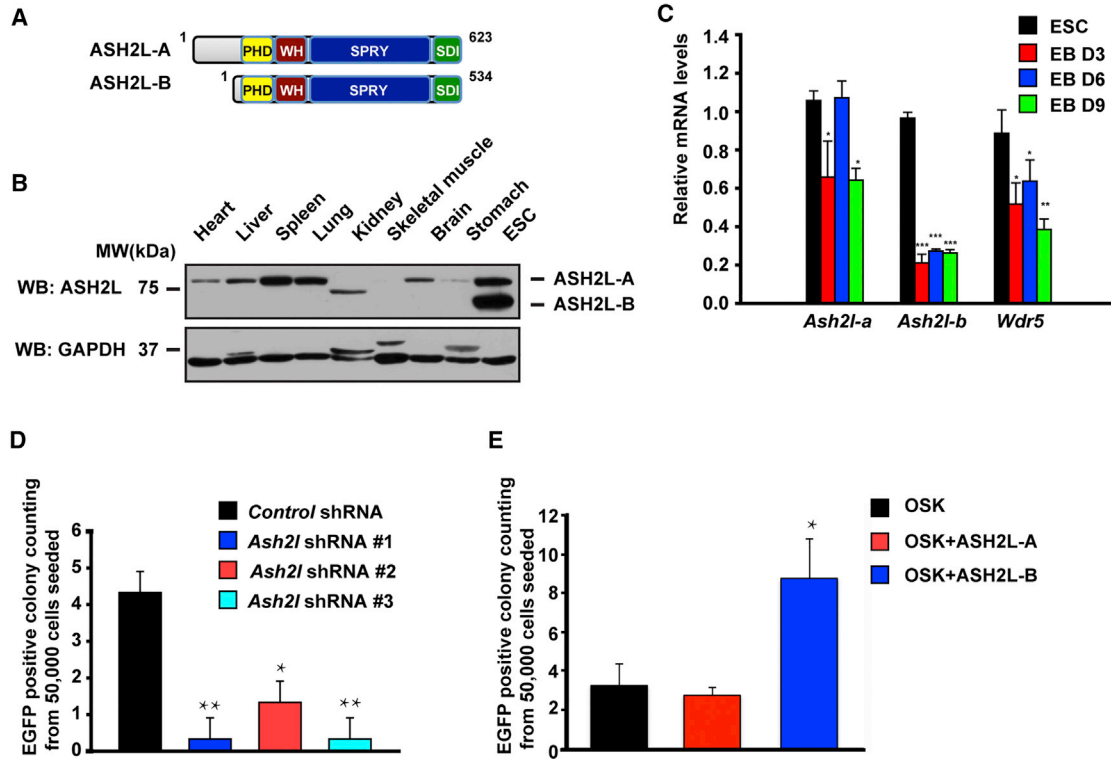 A
ASH2L-A 1 PHD WH SPRY SDI 623
ASH2L-B 1 PHD WH SPRY SDI 534
B
Heart Liver Spleen Lung Kidney Skeletal muscle Brain Stomach ESC
MW(kDa)
WB: ASH2L 75
ASH2L-A
ASH2L-B
WB: GAPDH 37
C
ESC
EB D3
EB D6
EB D9
Relative mRNA levels
1.4
1.2
1.0
0.8
0.6
0.4
0.2
0.0
* * *** *** *** * * **
Ash2l-a Ash2l-b Wdr5
D
Control shRNA
Ash2l shRNA #1
Ash2l shRNA #2
Ash2l shRNA #3
EGFP positive colony counting
from 50,000 cells seeded
6
5
4
3
2
1
0
** * **
E
OSK
OSK+ASH2L-A
OSK+ASH2L-B
EGFP positive colony counting
from 50,000 cells seeded
12
10
8
6
4
2
0
*